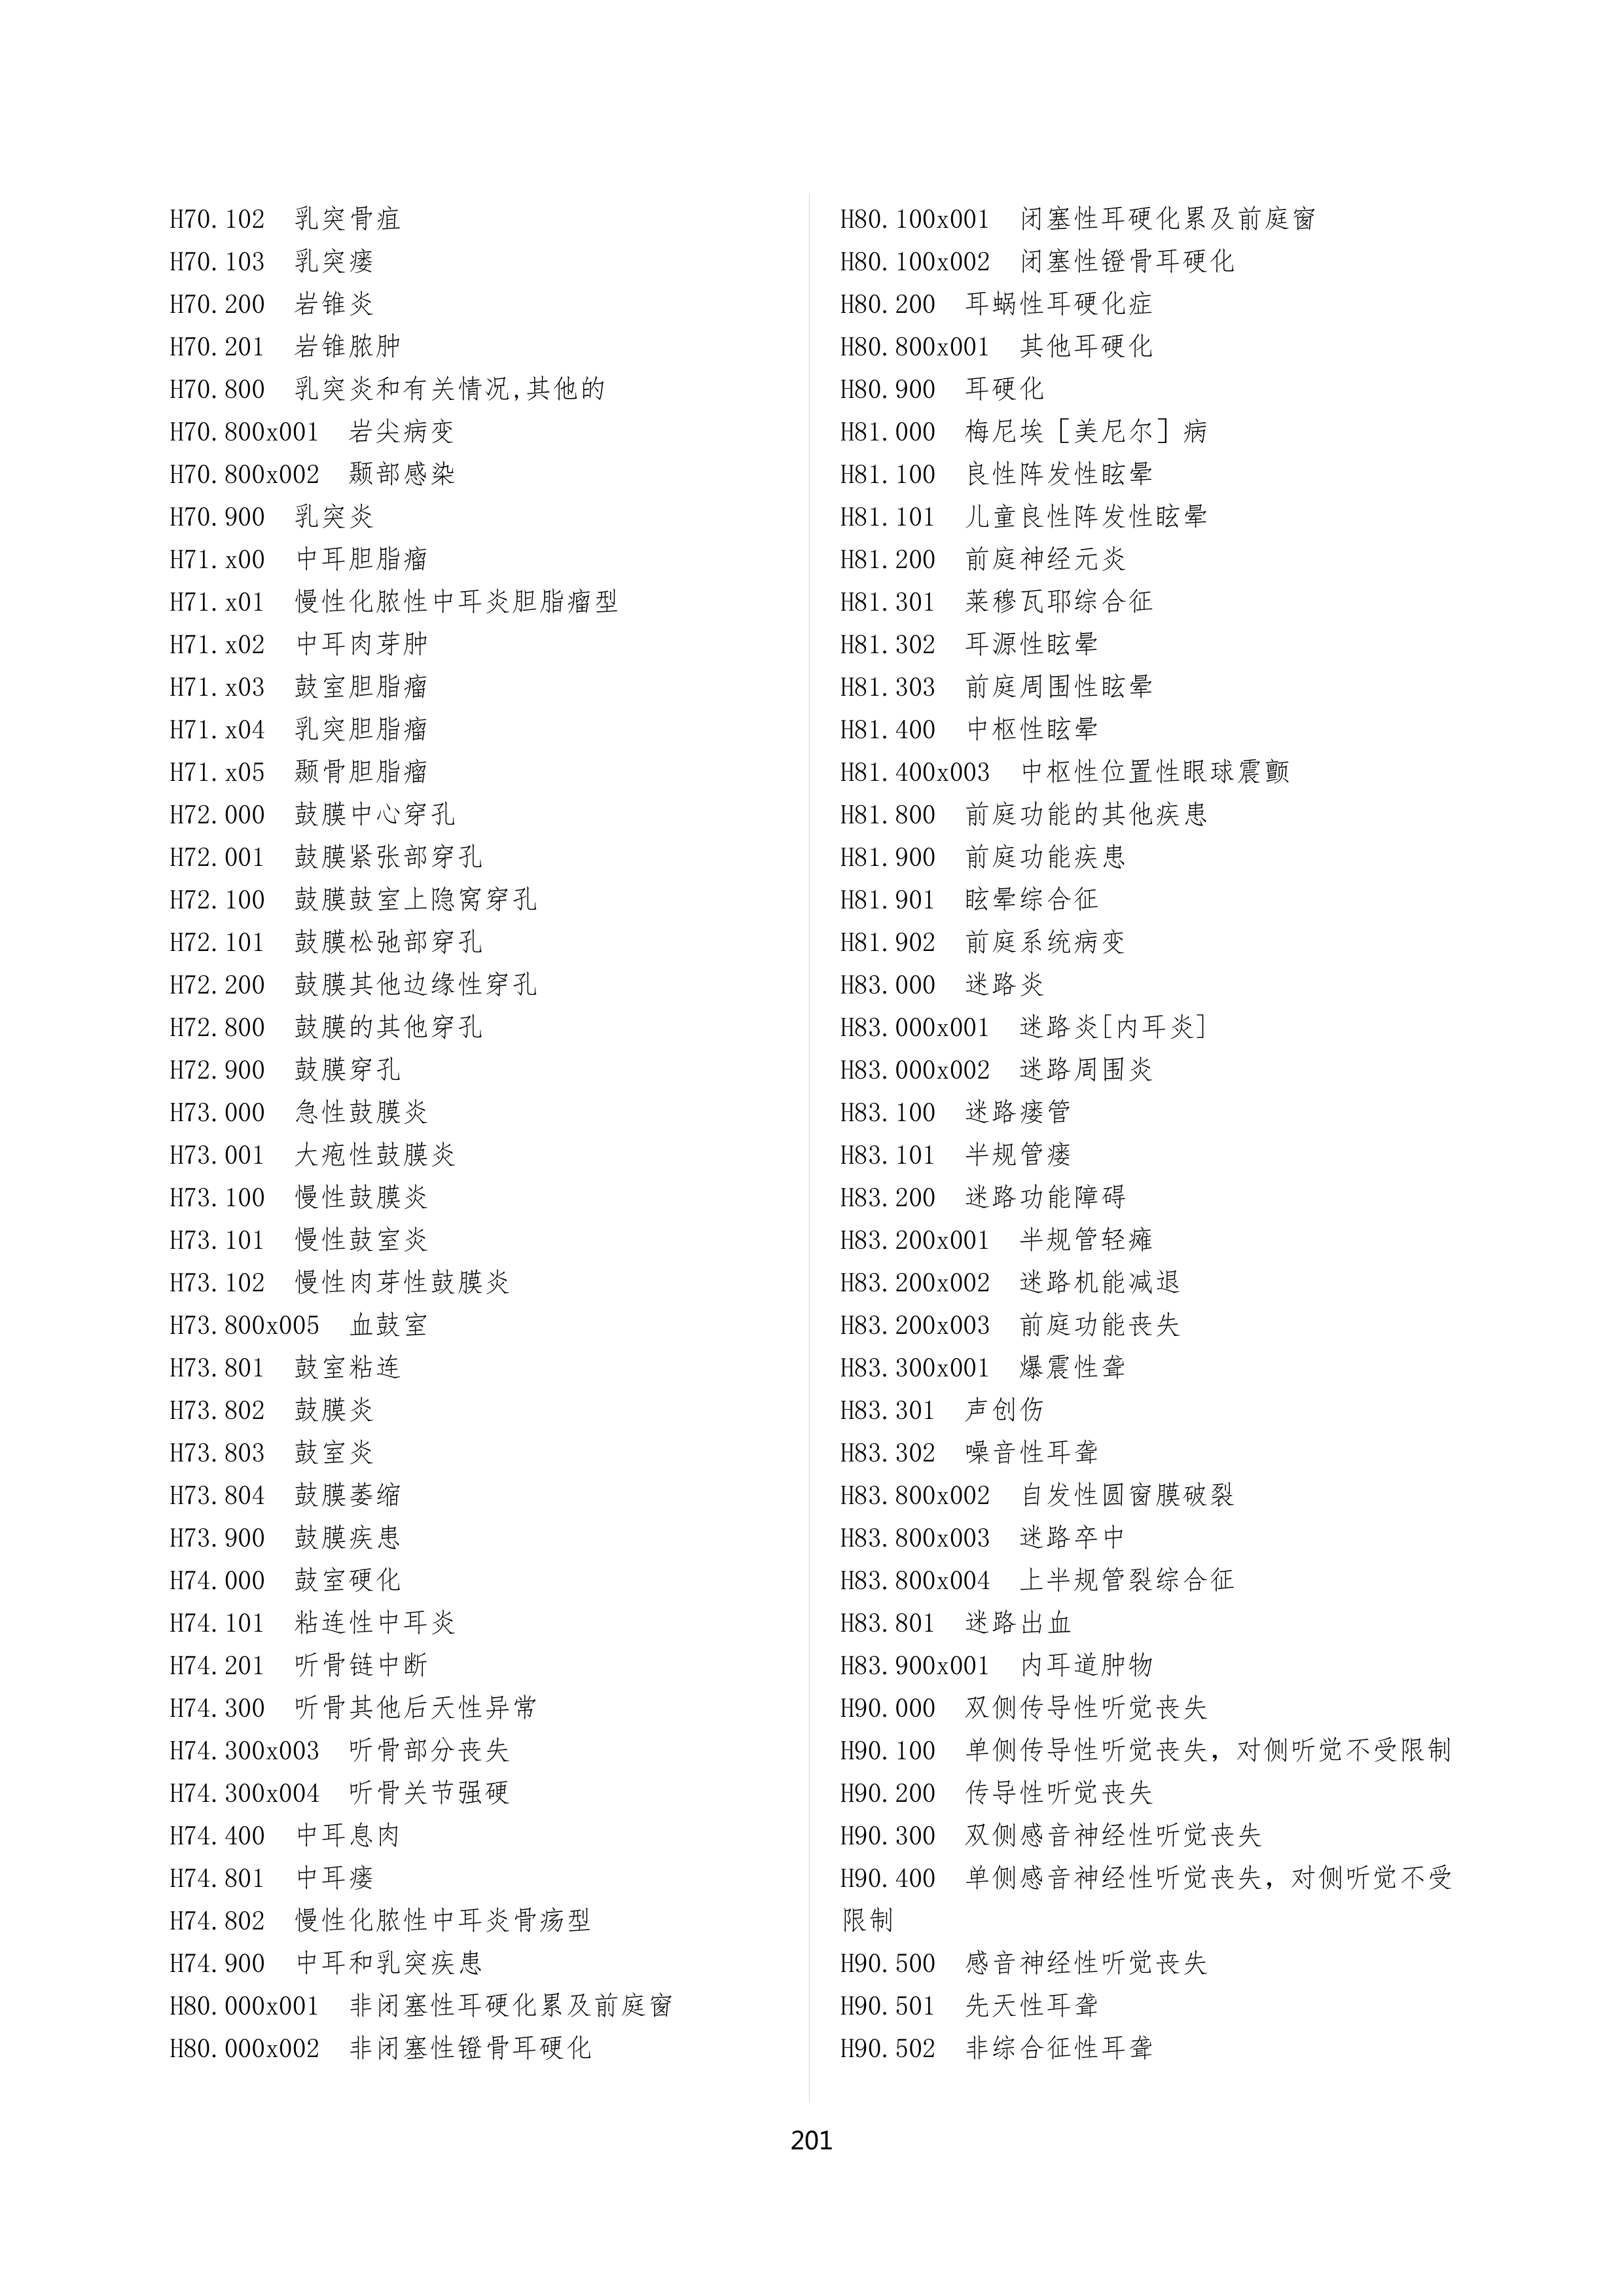 H70.102 乳突骨疽
H70.103 乳突瘘
H70.200 岩锥炎
H70.201 岩锥脓肿
H70.800 乳突炎和有关情况,其他的
H70.800x001 岩尖病变
H70.800x002 颞部感染
H70.900 乳突炎
H71.x00 中耳胆脂瘤
H71.x01 慢性化脓性中耳炎胆脂瘤型
H71.x02 中耳肉芽肿
H71.x03 鼓室胆脂瘤
H71.x04 乳突胆脂瘤
H71.x05 颞骨胆脂瘤
H72.000 鼓膜中心穿孔
H72.001 鼓膜紧张部穿孔
H72.100 鼓膜鼓室上隐窝穿孔
H72.101 鼓膜松弛部穿孔
H72.200 鼓膜其他边缘性穿孔
H72.800 鼓膜的其他穿孔
H72.900 鼓膜穿孔
H73.000 急性鼓膜炎
H73.001 大疱性鼓膜炎
H73.100 慢性鼓膜炎
H73.101 慢性鼓室炎
H73.102 慢性肉芽性鼓膜炎
H73.800x005 血鼓室
H73.801 鼓室粘连
H73.802 鼓膜炎
H73.803 鼓室炎
H73.804 鼓膜萎缩
H73.900 鼓膜疾患
H74.000 鼓室硬化
H74.101 粘连性中耳炎
H74.201 听骨链中断
H74.300 听骨其他后天性异常
H74.300x003 听骨部分丧失
H74.300x004 听骨关节强硬
H74.400 中耳息肉
H74.801 中耳瘘
H74.802 慢性化脓性中耳炎骨疡型
H74.900 中耳和乳突疾患
H80.000x001 非闭塞性耳硬化累及前庭窗
H80.000x002 非闭塞性镫骨耳硬化
H80.100x001 闭塞性耳硬化累及前庭窗
H80.100x002 闭塞性镫骨耳硬化
H80.200 耳蜗性耳硬化症
H80.800x001 其他耳硬化
H80.900 耳硬化
H81.000 梅尼埃［美尼尔］病
H81.100 良性阵发性眩晕
H81.101 儿童良性阵发性眩晕
H81.200 前庭神经元炎
H81.301 莱穆瓦耶综合征
H81.302 耳源性眩晕
H81.303 前庭周围性眩晕
H81.400 中枢性眩晕
H81.400x003 中枢性位置性眼球震颤
H81.800 前庭功能的其他疾患
H81.900 前庭功能疾患
H81.901 眩晕综合征
H81.902 前庭系统病变
H83.000 迷路炎
H83.000x001 迷路炎[内耳炎]
H83.000x002 迷路周围炎
H83.100 迷路瘘管
H83.101 半规管瘘
H83.200 迷路功能障碍
H83.200x001 半规管轻瘫
H83.200x002 迷路机能减退
H83.200x003 前庭功能丧失
H83.300x001 爆震性聋
H83.301 声创伤
H83.302 噪音性耳聋
H83.800x002 自发性圆窗膜破裂
H83.800x003 迷路卒中
H83.800x004 上半规管裂综合征
H83.801 迷路出血
H83.900x001 内耳道肿物
H90.000 双侧传导性听觉丧失
H90.100 单侧传导性听觉丧失，对侧听觉不受限制
H90.200 传导性听觉丧失
H90.300 双侧感音神经性听觉丧失
H90.400 单侧感音神经性听觉丧失，对侧听觉不受
限制
H90.500 感音神经性听觉丧失
H90.501 先天性耳聋
H90.502 非综合征性耳聋
201